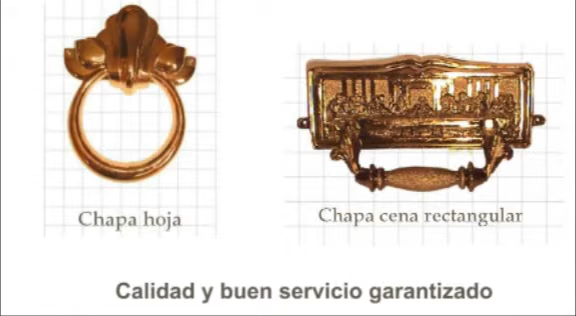 Chapa hoja
Chapa cena rectangular
Calidad y buen servicio garantizado